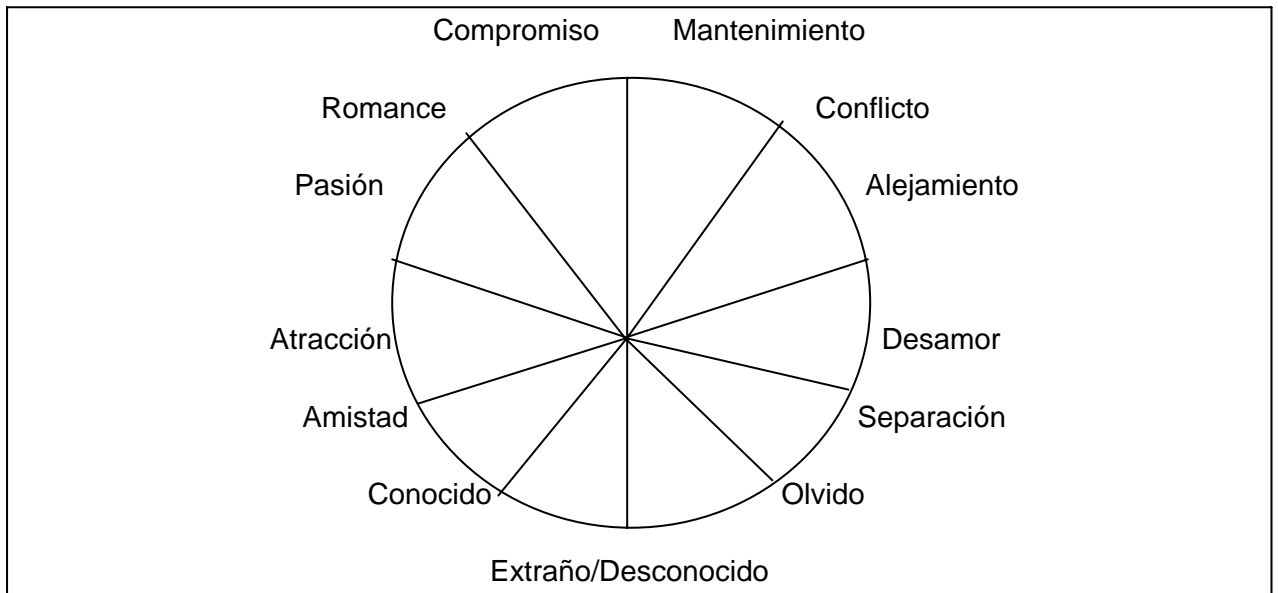 Compromiso Mantenimiento
Romance Conflicto
Pasión Alejamiento
Atracción Desamor
Amistad Separación
Conocido Olvido
Extraño/Desconocido